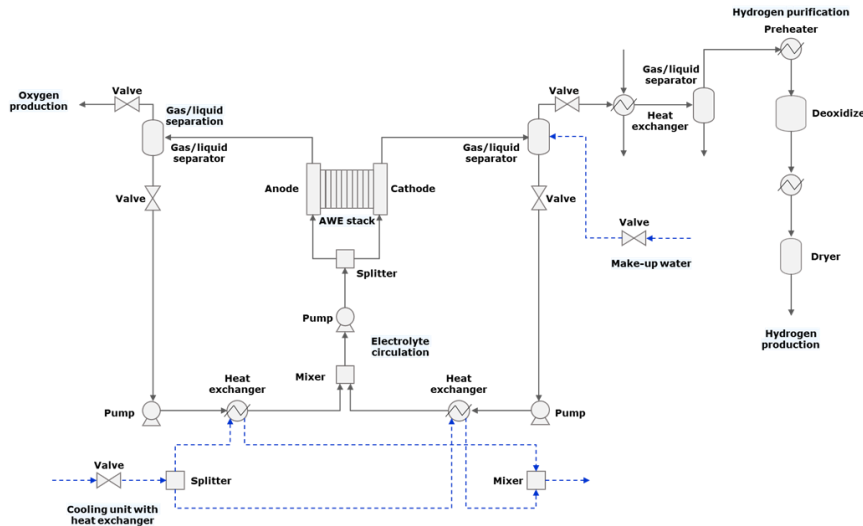 Hydrogen purification
Preheater
Oxygen
production
Valve
Gas/liquid
separation
Gas/liquid
separator
Valve
Gas/liquid
separator
Gas/liquid
separator
Valve
Heat
exchanger
Deoxidize
Anode
Cathode
AWE stack
Valve
Valve
Make-up water
Splitter
Dryer
Pump
Electrolyte
circulation
Hydrogen
production
Mixer
Heat
exchanger
Heat
exchanger
Pump
Pump
Valve
Splitter
Mixer
Cooling unit with
heat exchanger